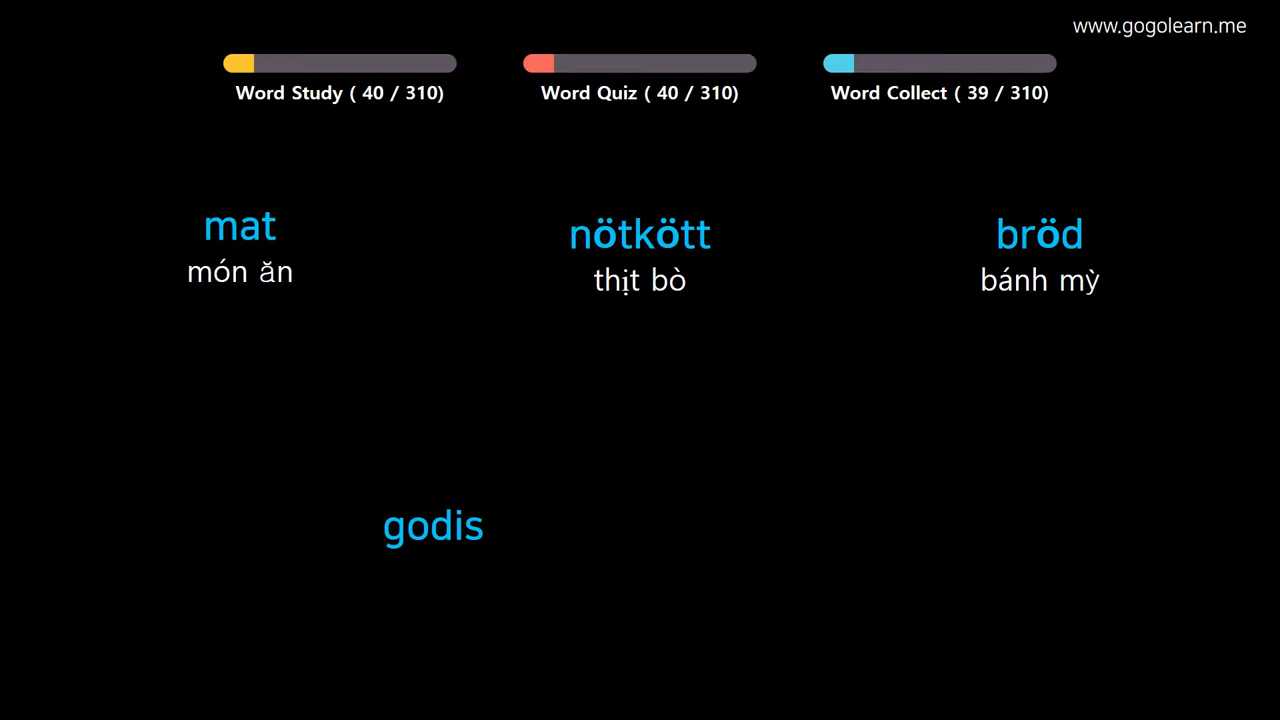 www.gogolearn.me
Word Study ( 40 / 310)
Word Quiz ( 40 / 310)
Word Collect ( 39 / 310)
mat
món ăn
nötkött
thịt bò
bröd
bánh mỳ
godis